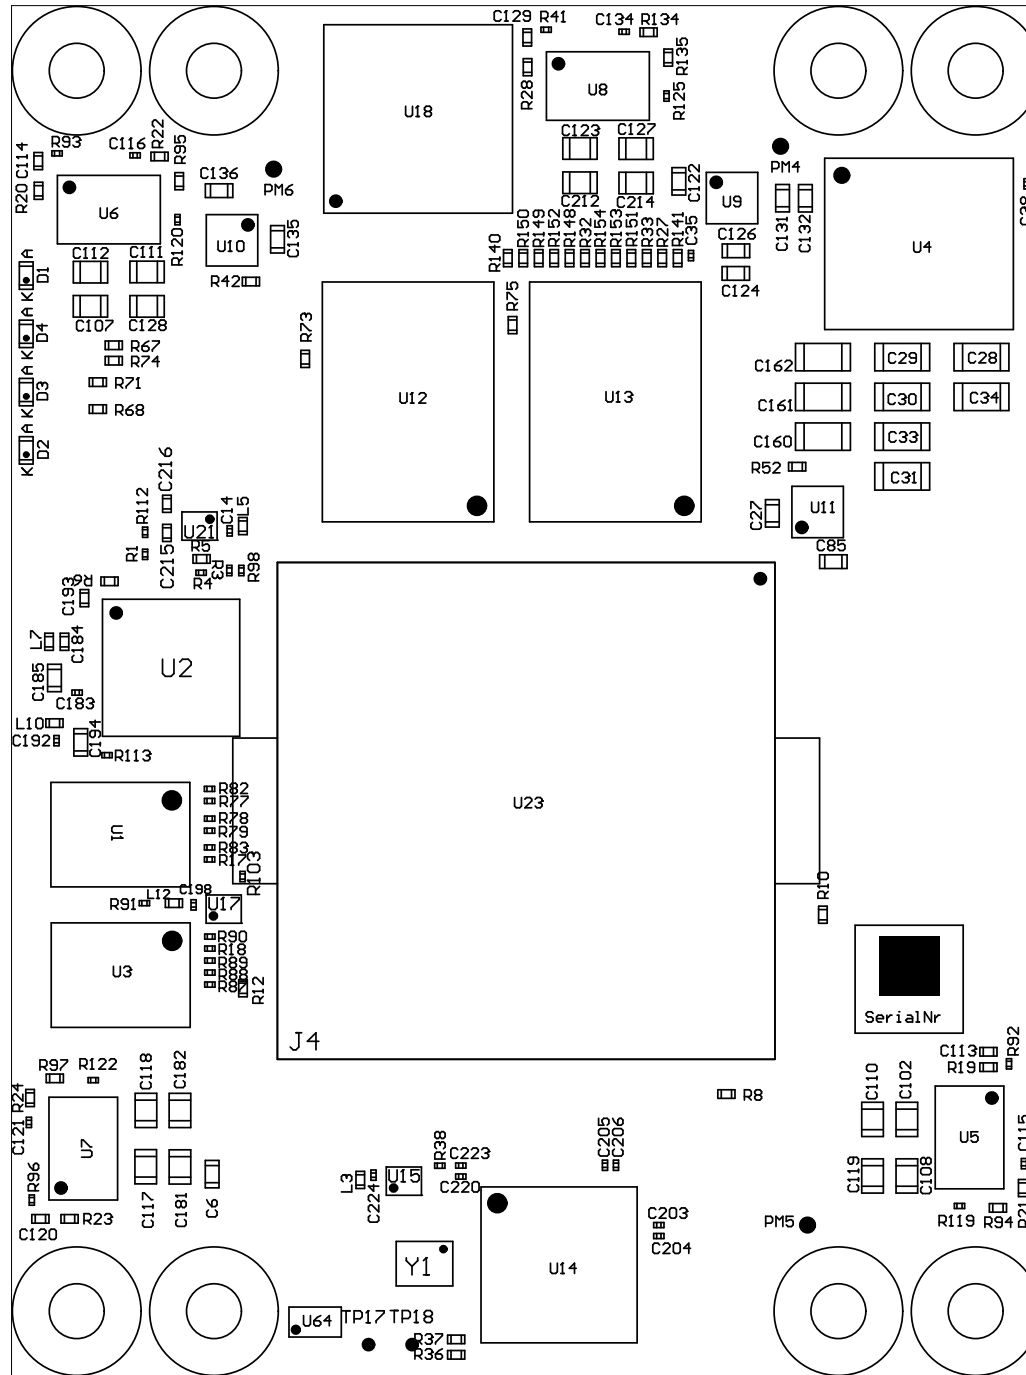 C129 R41 C134 R134
R135
R28
U8
R125
U18
C123 C127
C212 C214
C122
PM4
U9
C131 C132
U4
C38
C126
C124
R93 C116 R22 R95
C114
R20
U6
C136
PM6
U10
C135
R120
R42
C112 C111
C107 C128
A D1 K
A D4 K
A D3 K
A D2 K
R67
R74
R71
R68
R140 R150 R149 R152 R148 R32 R154 R153 R151 R33 R27 R141 C35
R73
R75
U12
U13
C162 C29 C28
C161 C30 C34
C160 C33
R52
C31
C27
U11
C85
C216
R112
U21
C14 L5
R1
C215
R5
R4
R3
R98
R6
C193
L7 C184
C185
U2
C183
L10
C192
C194
R113
U1
R82
R77
R78
R79
R83
R17
R103
U23
R91 L12 C198
U17
R10
U3
R90
R18
R89
R88
R87
R12
SerialNr
J4
R97 R122
C118 C182
R24
C121
U7
R96
C117 C181 C6
C120 R23
R8
C113 R92
R19
C110 C102
U5
C115
C119 C108
R119 R94 R21
PM5
R38 C223
C220
L3 C224
U15
C205 C206
C203
C204
Y1
U14
U64
TP17 TP18
R37
R36